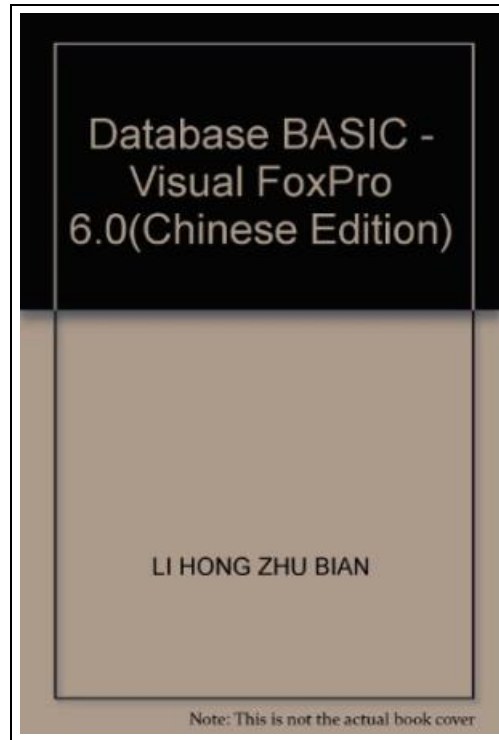 Database BASIC -
Visual FoxPro
6.0(Chinese Edition)
LI HONG ZHU BIAN
Note: This is not the actual book cover